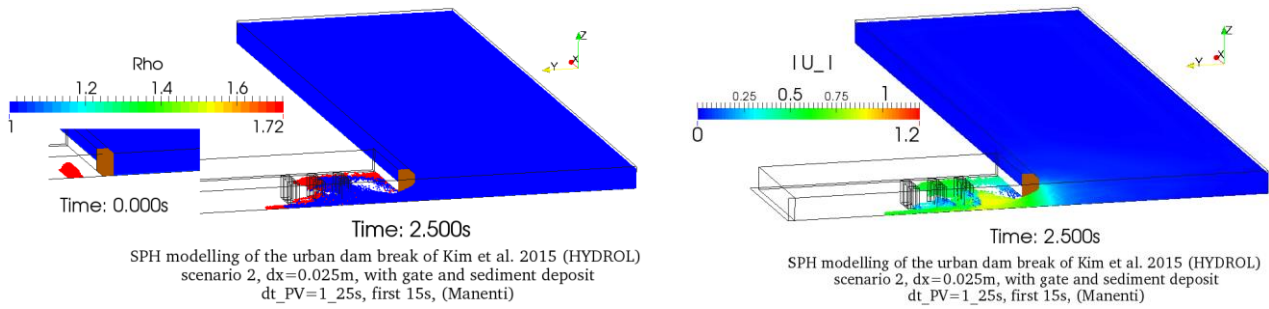 Rho
1.2 1.4 1.6
1 1.72
Time: 0.000s
Z
X
Y
Time: 2.500s
SPH modelling of the urban dam break of Kim et al. 2015 (HYDROL)
scenario 2, dx=0.025m, with gate and sediment deposit
dt_PV=1_25s, first 15s, (Manenti)
|U_|
0.25 0.5 0.75 1
0 1.2
Z
X
Y
Time: 2.500s
SPH modelling of the urban dam break of Kim et al. 2015 (HYDROL)
scenario 2, dx=0.025m, with gate and sediment deposit
dt_PV=1_25s, first 15s, (Manenti)